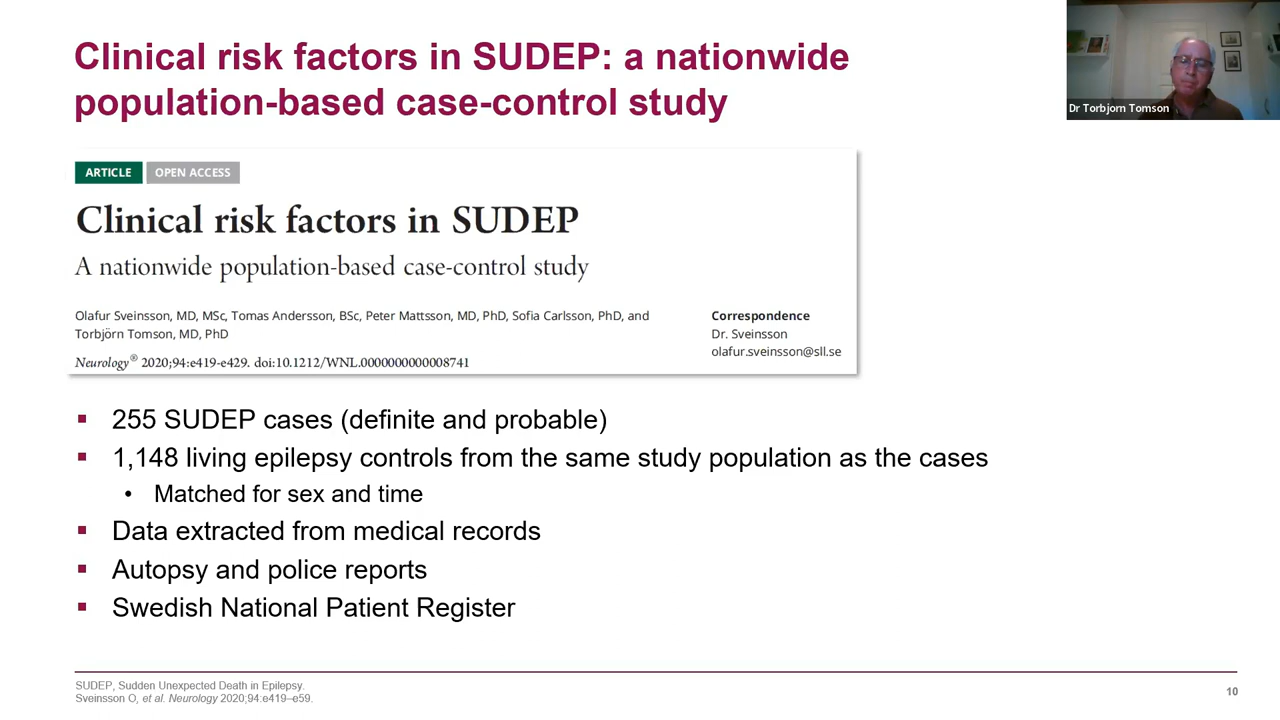 Clinical risk factors in SUDEP: a nationwide
population-based case-control study
Dr Torbjorn Tomson
ARTICLE OPEN ACCESS
Clinical risk factors in SUDEP
A nationwide population-based case-control study
Olafur Sveinsson, MD, MSc, Tomas Andersson, BSc, Peter Mattsson, MD, PhD, Sofia Carlsson, PhD, and
Torbjörn Tomson, MD, PhD
Neurology® 2020;94:e419-e429. doi:10.1212/WNL.0000000000008741
Correspondence
Dr. Sveinsson
olafur.sveinsson@sll.se
▪ 255 SUDEP cases (definite and probable)
▪ 1,148 living epilepsy controls from the same study population as the cases
• Matched for sex and time
▪ Data extracted from medical records
▪ Autopsy and police reports
▪ Swedish National Patient Register
SUDEP, Sudden Unexpected Death in Epilepsy.
Sveinsson O, et al. Neurology 2020;94:e419–e59.
10